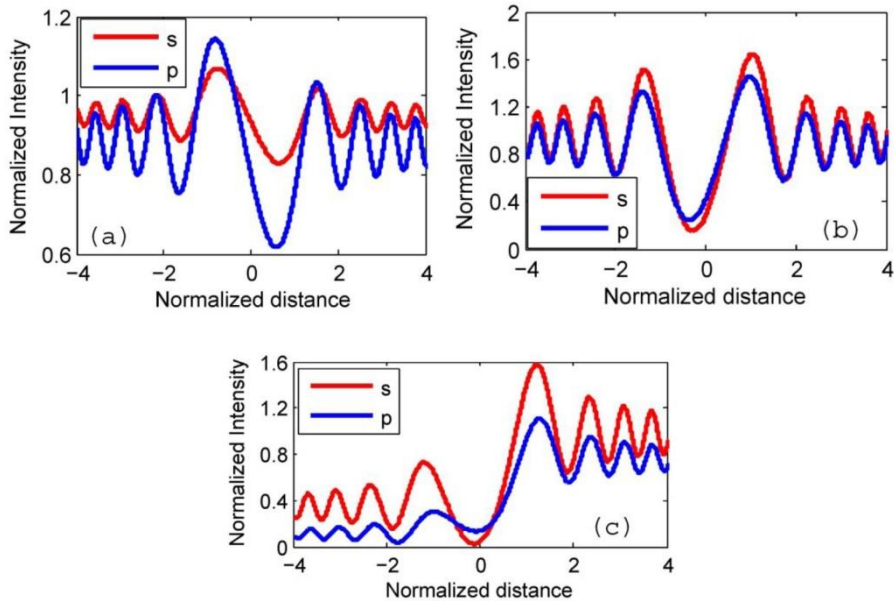 1.2
1
0.8
0.6
Normalized Intensity
s
p
(a)
−4 −2 0 2 4
Normalized distance
2
1.6
1.2
0.8
0.4
0
Normalized Intensity
s
p
(b)
−4 −2 0 2 4
Normalized distance
1.6
1.2
0.8
0.4
0
Normalized Intensity
s
p
(c)
−4 −2 0 2 4
Normalized distance